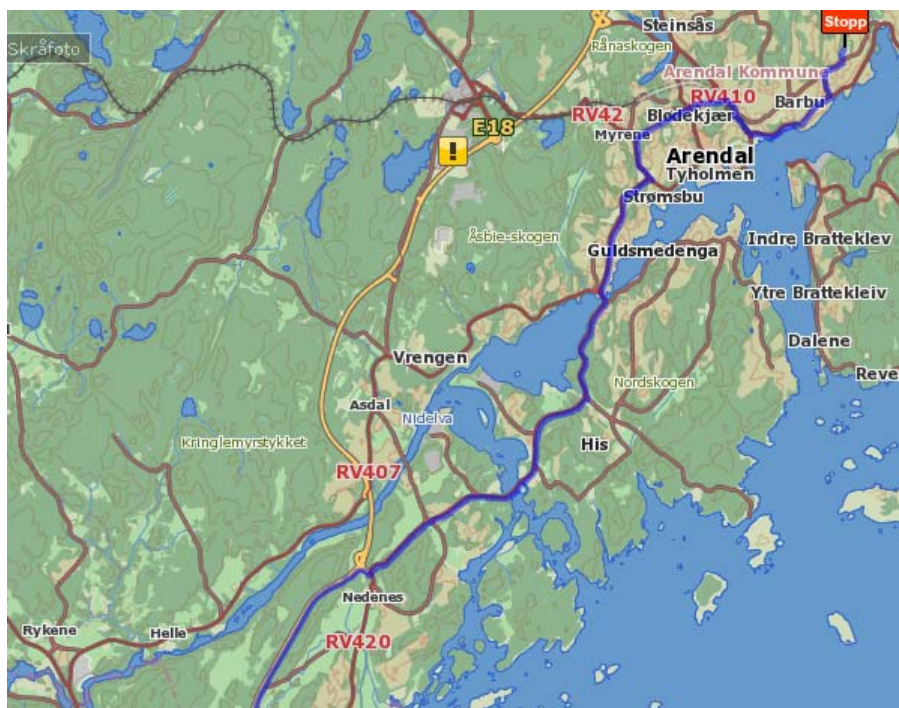 Stopp
Steinsås
Skråfoto
Rånaskogen
Arendal Kommune
RV410
Barbu
RV42
Blødekjær
E18
Myrene
Arendal
Tyholmen
Strømsbu
Åsbie-skogen
Indre Bratteklev
Guldsmedenga
Ytre Brattekleiv
Dalene
Vrengen
Reve
Nordskogen
Asdal
Nidelva
Kringlemyrstykket
His
RV407
Nedenes
Rykene
Helle
RV420